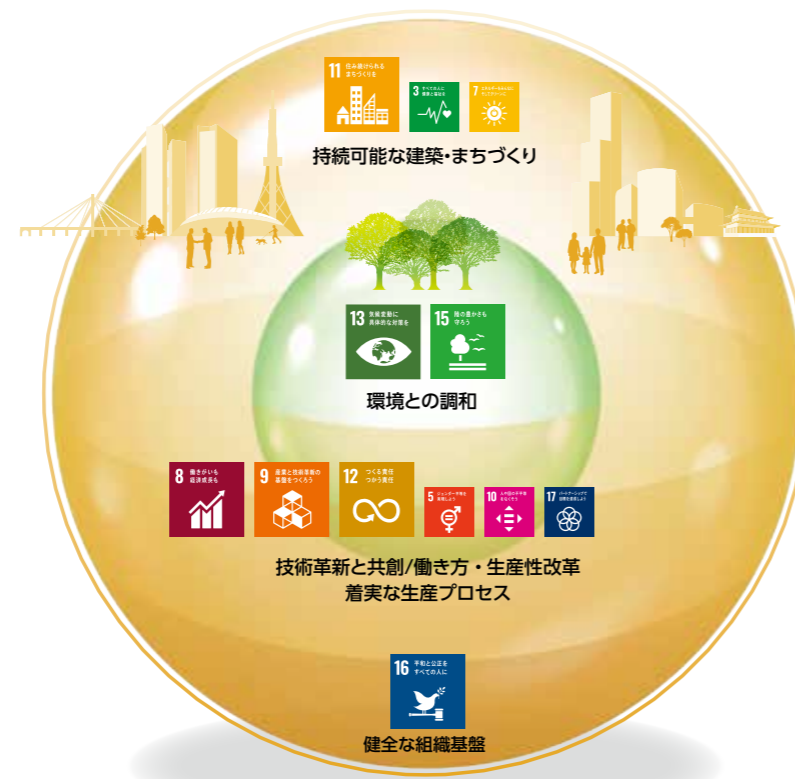 11 住み続けられる
まちづくりを
3 すべての人に
健康と福祉を
7 エネルギーをみんなに
そしてクリーンに
持続可能な建築・まちづくり
13 気候変動に
具体的な対策を
15 陸の豊かさも
守ろう
環境との調和
8 働きがいも
経済成長も
9 産業と技術革新の
基盤をつくろう
12 つくる責任
つかう責任
5 ジェンダー平等を
実現しよう
10 人や国の不平等
をなくそう
17 パートナーシップで
目標を達成しよう
技術革新と共創/働き方・生産性改革
着実な生産プロセス
16 平和と公正を
すべての人に
健全な組織基盤